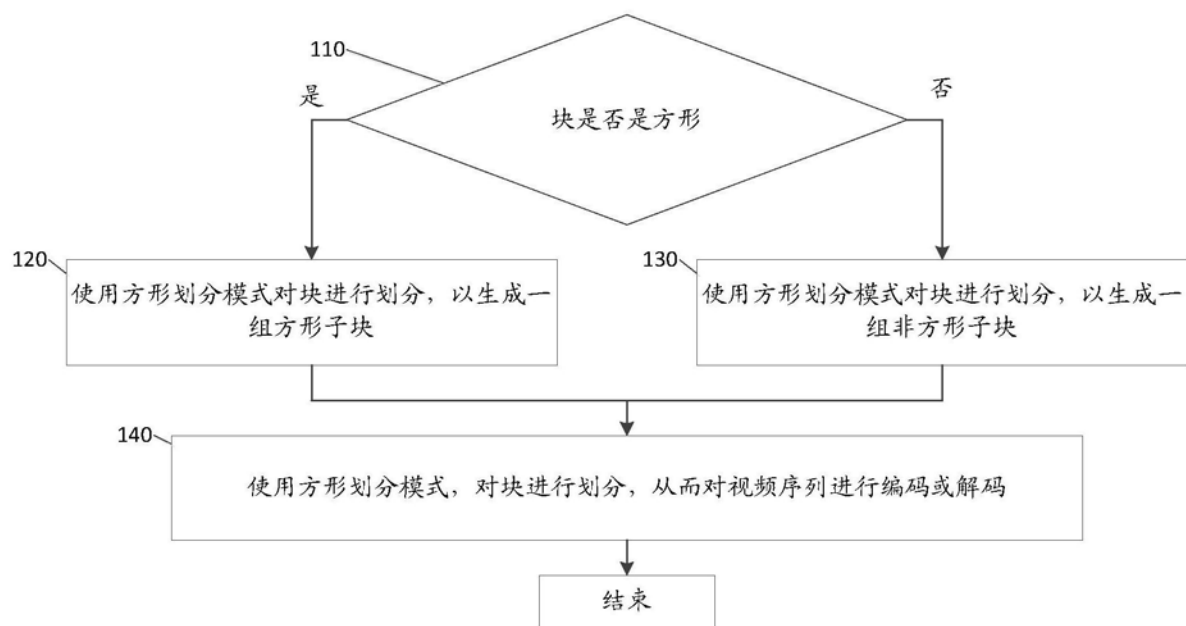 110
块是否是方形
是
否
120
使用方形划分模式对块进行划分，以生成一
组方形子块
130
使用方形划分模式对块进行划分，以生成一
组非方形子块
140
使用方形划分模式，对块进行划分，从而对视频序列进行编码或解码
结束